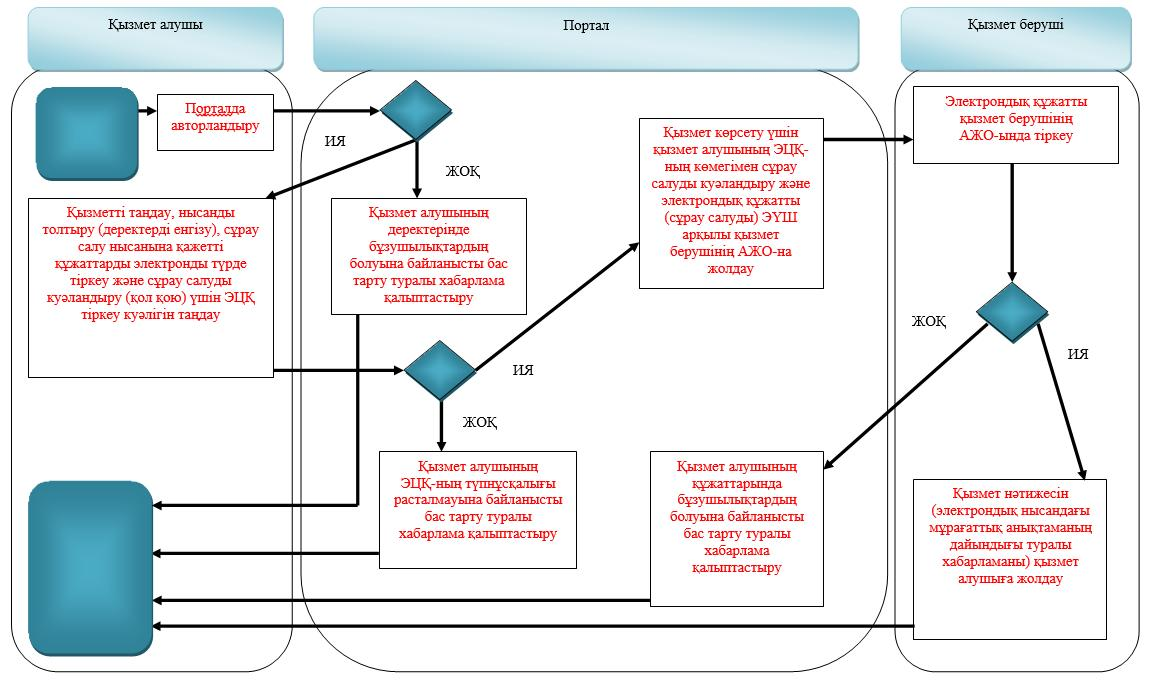 Қызмет алушы
Портал
Қызмет беруші
Порталда
авторландыру
ИЯ
ЖОҚ
Қызметті таңдау, нысанды
толтыру (деректерді енгізу), сұрау
салу нысанына қажетті
құжаттарды электронды түрде
тіркеу және сұрау салуды
куәландыру (қол қою) үшін ЭЦҚ
тіркеу куәлігін таңдау
Қызмет алушының
деректерінде
бұзушылықтардың
болуына байланысты бас
тарту туралы хабарлама
қалыптастыру
ИЯ
ЖОҚ
Қызмет алушының
ЭЦҚ-ның түпнұсқалығы
расталмауына байланысты
бас тарту туралы
хабарлама қалыптастыру
Қызмет көрсету үшін
қызмет алушының ЭЦҚ-
ның көмегімен сұрау
салуды куәландыру және
электрондық құжатты
(сұрау салуды) ЭҮШ
арқылы қызмет
берушінің АЖО-на
жолдау
Электрондық құжатты
қызмет берушінің
АЖО-ында тіркеу
ЖОҚ
ИЯ
Қызмет алушының
құжаттарында
бұзушылықтардың
болуына байланысты
бас тарту туралы
хабарлама
қалыптастыру
Қызмет нәтижесін
(электрондық нысандағы
мұрағаттық анықтаманың
дайындығы туралы
хабарламаны) қызмет
алушыға жолдау